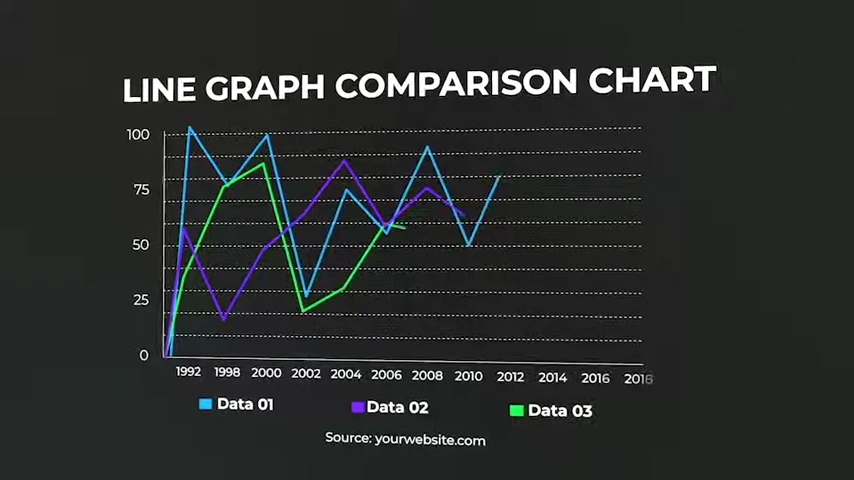 LINE GRAPH COMPARISON CHART
100
75
50
25
0
1992 1998 2000 2002 2004 2006 2008 2010 2012 2014 2016 2018
Data 01 Data 02 Data 03
Source: yourwebsite.com